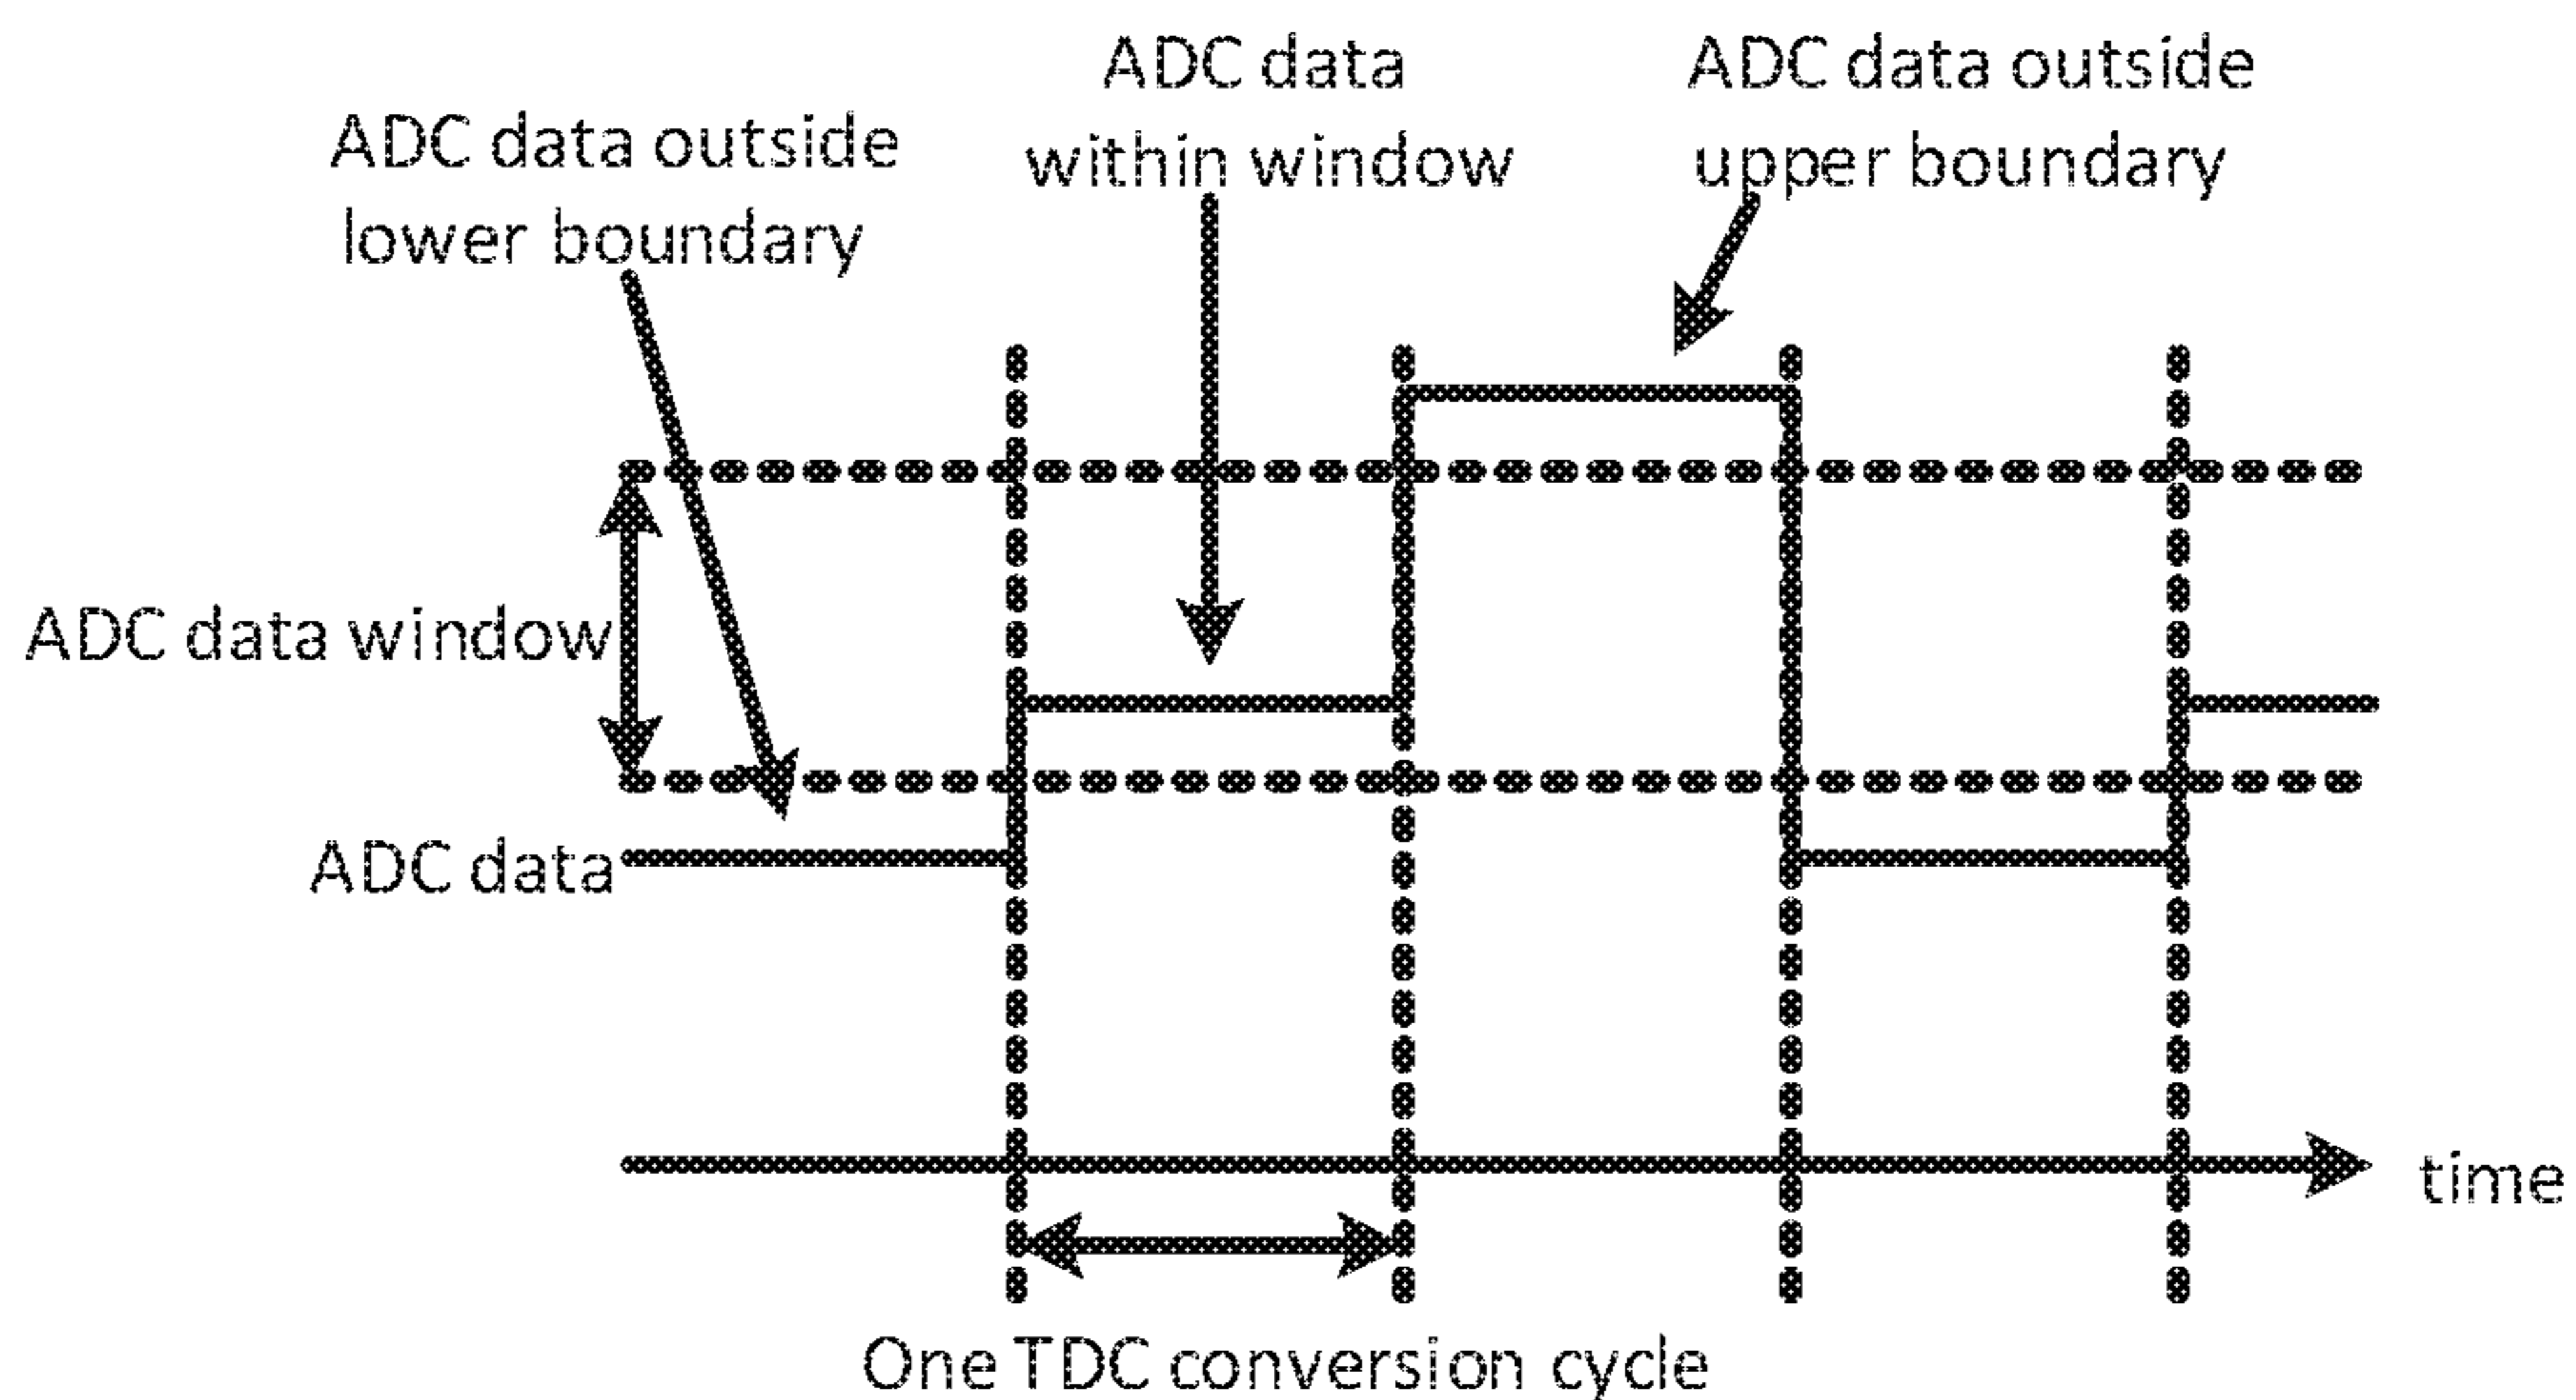 ADC data outside
lower boundary
ADC data
within window
ADC data outside
upper boundary
ADC data window
ADC data
time
One TDC conversion cycle